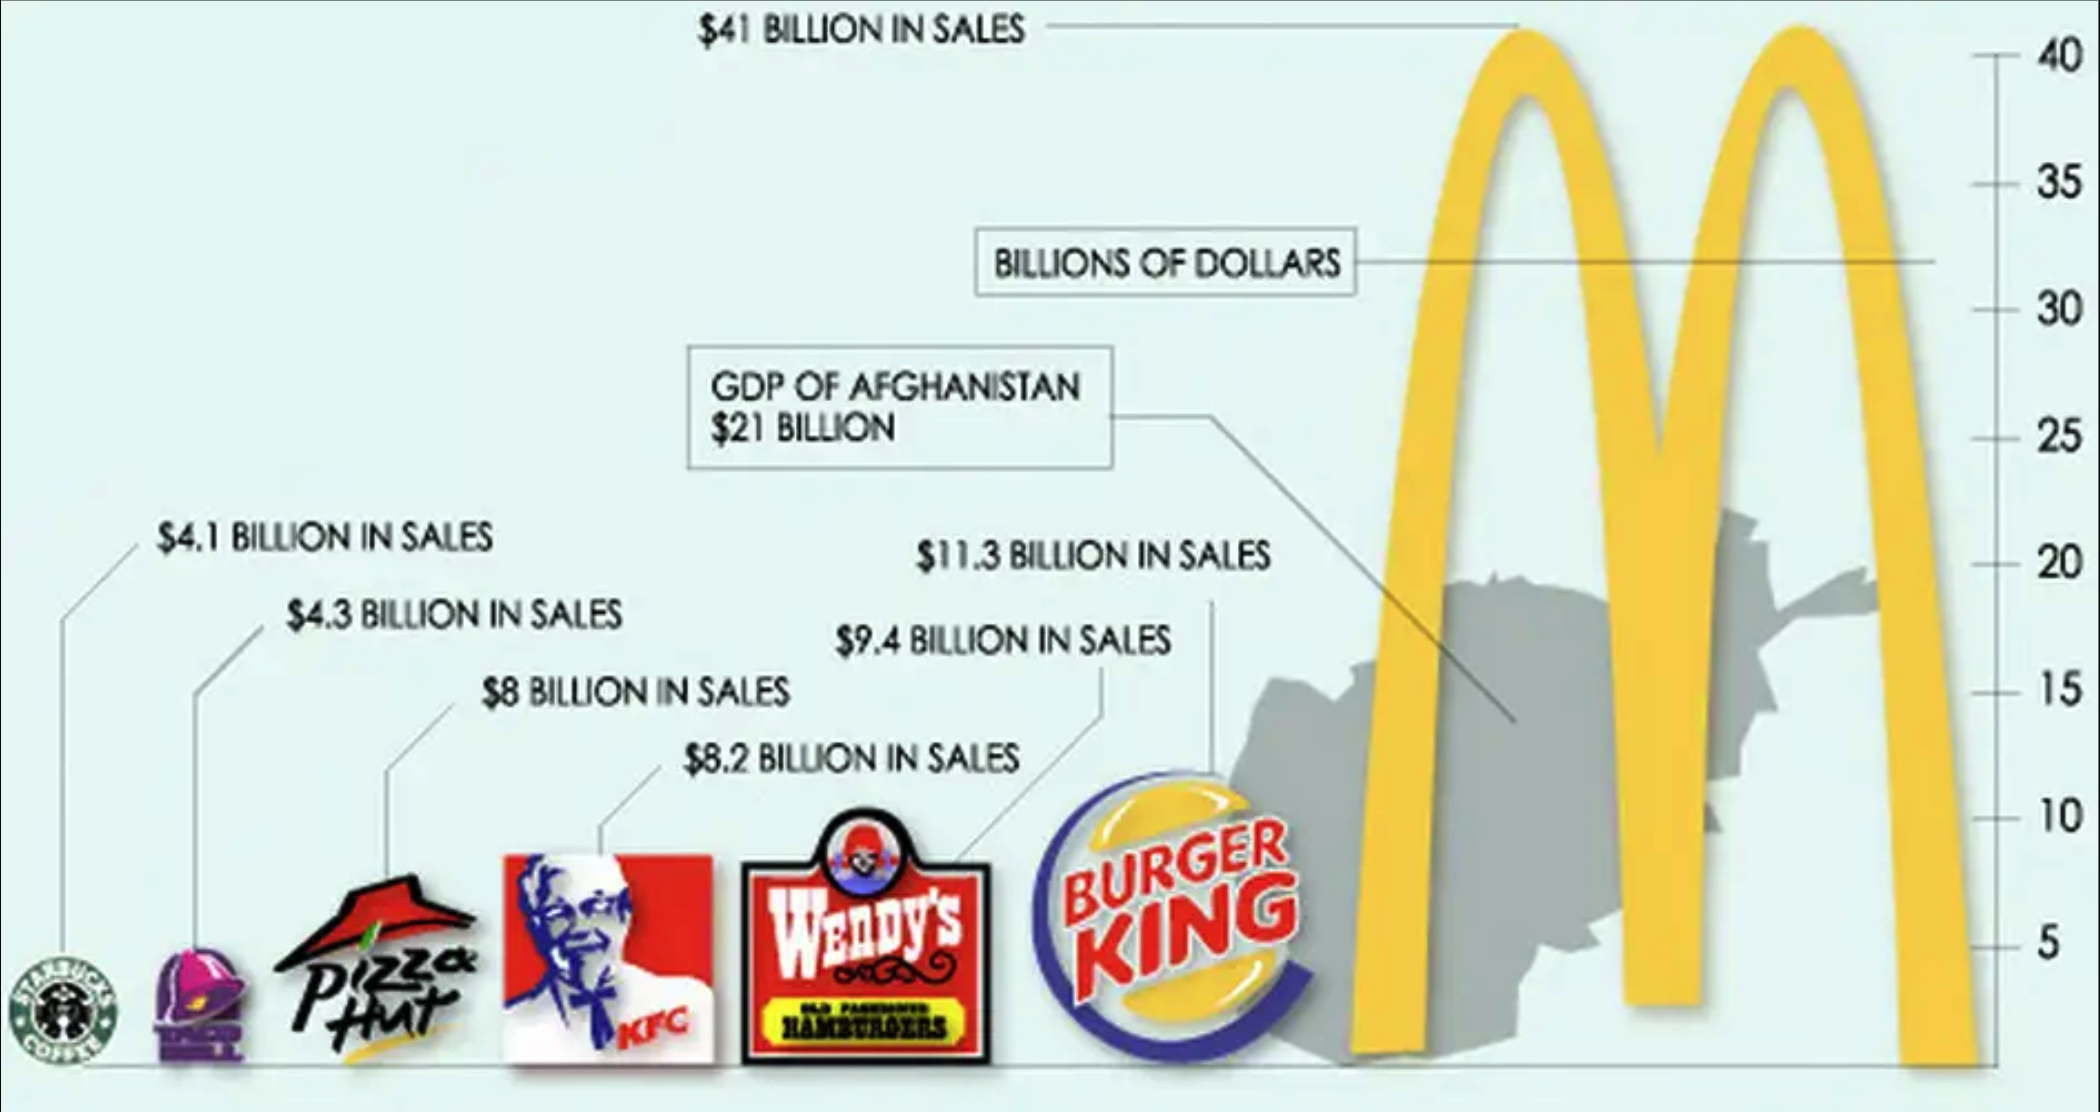 $41 BILLION IN SALES
40
35
BILLIONS OF DOLLARS
30
GDP OF AFGHANISTAN
$21 BILLION
25
$4.1 BILLION IN SALES
$11.3 BILLION IN SALES
20
$4.3 BILLION IN SALES
$9.4 BILLION IN SALES
$8 BILLION IN SALES
15
$8.2 BILLION IN SALES
10
5
STARBUCKS
COFFEE
Pizza
Hut
KFC
WENDY'S
OLD FASHIONED
HAMBURGERS
BURGER
KING